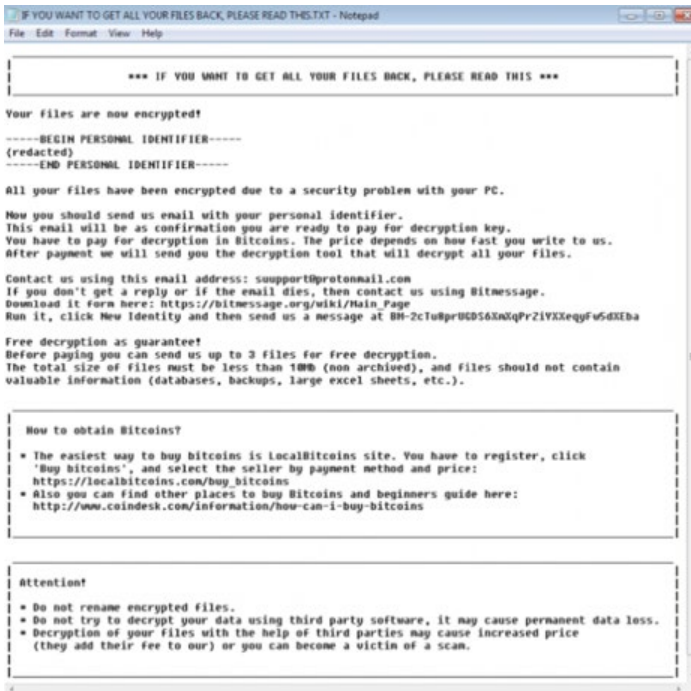 IF YOU WANT TO GET ALL YOUR FILES BACK, PLEASE READ THIS.TXT - Notepad
File Edit Format View Help
*** IF YOU WANT TO GET ALL YOUR FILES BACK, PLEASE READ THIS ***
Your files are now encrypted!
-----BEGIN PERSONAL IDENTIFIER-----
{redacted}
-----END PERSONAL IDENTIFIER-----
All your files have been encrypted due to a security problem with your PC.
Now you should send us email with your personal identifier.
This email will be as confirmation you are ready to pay for decryption key.
You have to pay for decryption in Bitcoins. The price depends on how fast you write to us.
After payment we will send you the decryption tool that will decrypt all your files.
Contact us using this email address: suupport@protonmail.com
If you don't get a reply or if the email dies, then contact us using Bitmessage.
Download it form here: https://bitmessage.org/wiki/Main_Page
Run it, click New Identity and then send us a message at
Free decryption as guarantee!
Before paying you can send us up to 3 files for free decryption.
The total size of files must be less than 10Mb (non archived), and files should not contain
valuable information (databases, backups, large excel sheets, etc.).
How to obtain Bitcoins?
* The easiest way to buy bitcoins is LocalBitcoins site. You have to register, click
'Buy bitcoins', and select the seller by payment method and price:
https://localbitcoins.com/buy_bitcoins
* Also you can find other places to buy Bitcoins and beginners guide here:
http://www.coindesk.com/information/how-can-i-buy-bitcoins
Attention!
* Do not rename encrypted files.
* Do not try to decrypt your data using third party software, it may cause permanent data loss.
* Decryption of your files with the help of third parties may cause increased price
(they add their fee to our) or you can become a victim of a scam.